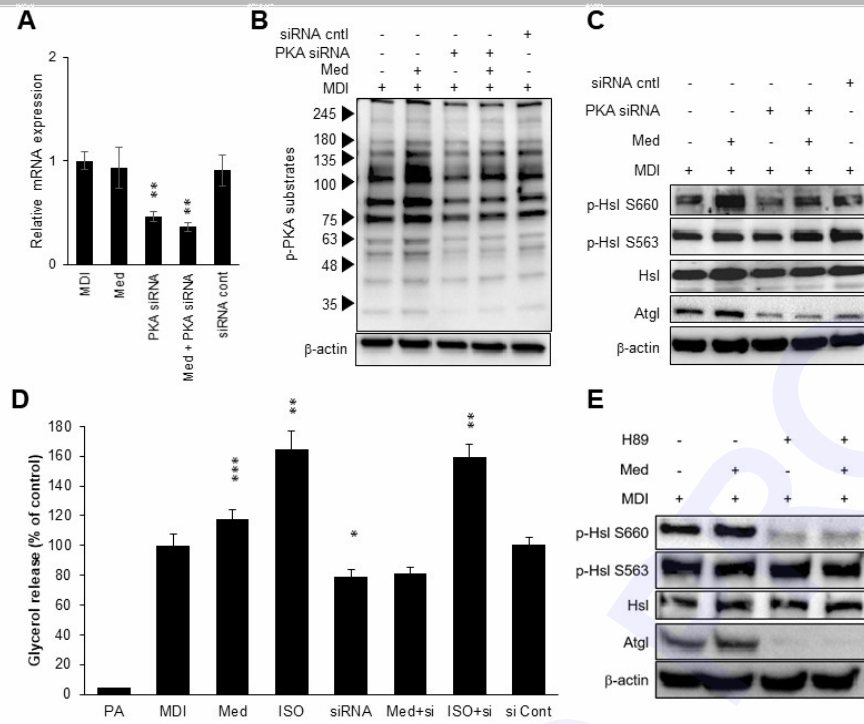 A
2
1
0
Relative mRNA expression
**
**
MDI
Med
PKA siRNA
Med + PKA siRNA
siRNA cont
B
siRNA cntl - - - - +
PKA siRNA - - + + -
Med - + - + -
MDI + + + + +
p-PKA substrates
245
180
135
100
75
63
48
35
β-actin
C
siRNA cntl - - - - +
PKA siRNA - - + + -
Med - + - + -
MDI + + + + +
p-Hsl S660
p-Hsl S563
Hsl
Atgl
β-actin
D
Glycerol release (% of control)
180
160
140
120
100
80
60
40
20
0
***
**
*
**
PA MDI Med ISO siRNA Med+si ISO+si si Cont
E
H89 - - + +
Med - + - +
MDI + + + +
p-Hsl S660
p-Hsl S563
Hsl
Atgl
β-actin